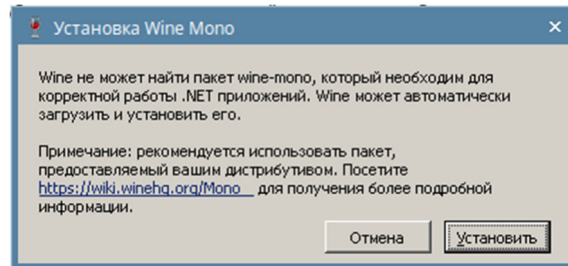 Установка Wine Mono
Wine не может найти пакет wine-mono, который необходим для
корректной работы .NET приложений. Wine может автоматически
загрузить и установить его.
Примечание: рекомендуется использовать пакет,
предоставляемый вашим дистрибутивом. Посетите
https://wiki.winehq.org/Mono для получения более подробной
информации.
Отмена
Установить